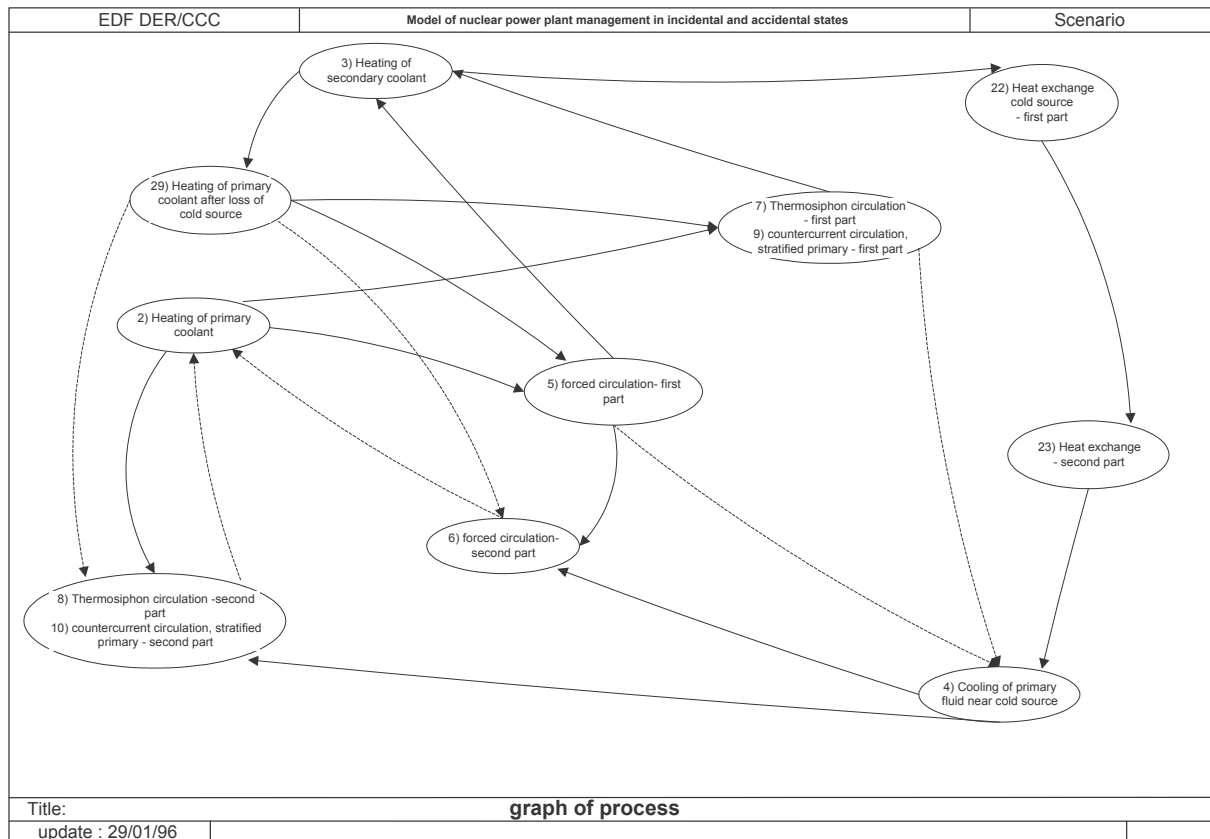 EDF DER/CCC
Model of nuclear power plant management in incidental and accidental states
Scenario
3) Heating of
secondary coolant
22) Heat exchange
cold source
- first part
29) Heating of primary
coolant after loss of
cold source
7) Thermosiphon circulation
- first part
9) countercurrent circulation,
stratified primary - first part
2) Heating of primary
coolant
5) forced circulation- first
part
23) Heat exchange
- second part
6) forced circulation-
second part
8) Thermosiphon circulation -second
part
10) countercurrent circulation, stratified
primary - second part
4) Cooling of primary
fluid near cold source
Title:
graph of process
update : 29/01/96